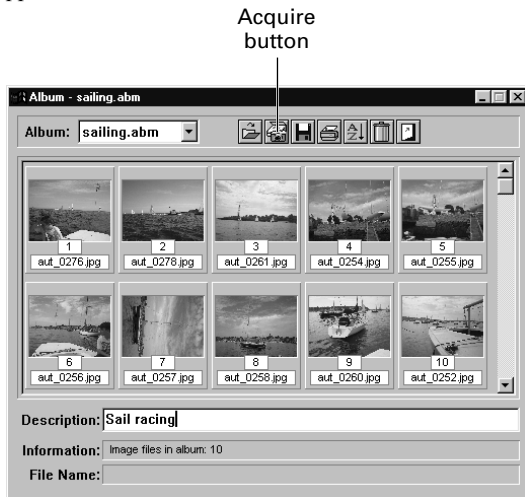 Acquire
button
Album - sailing.abm
Album: sailing.abm
1 2 3 4 5
aut_0276.jpg aut_0278.jpg aut_0261.jpg aut_0254.jpg aut_0255.jpg
6 7 8 9 10
aut_0256.jpg aut_0257.jpg aut_0258.jpg aut_0260.jpg aut_0252.jpg
Description: Sail racing
Information: Image files in album: 10
File Name: